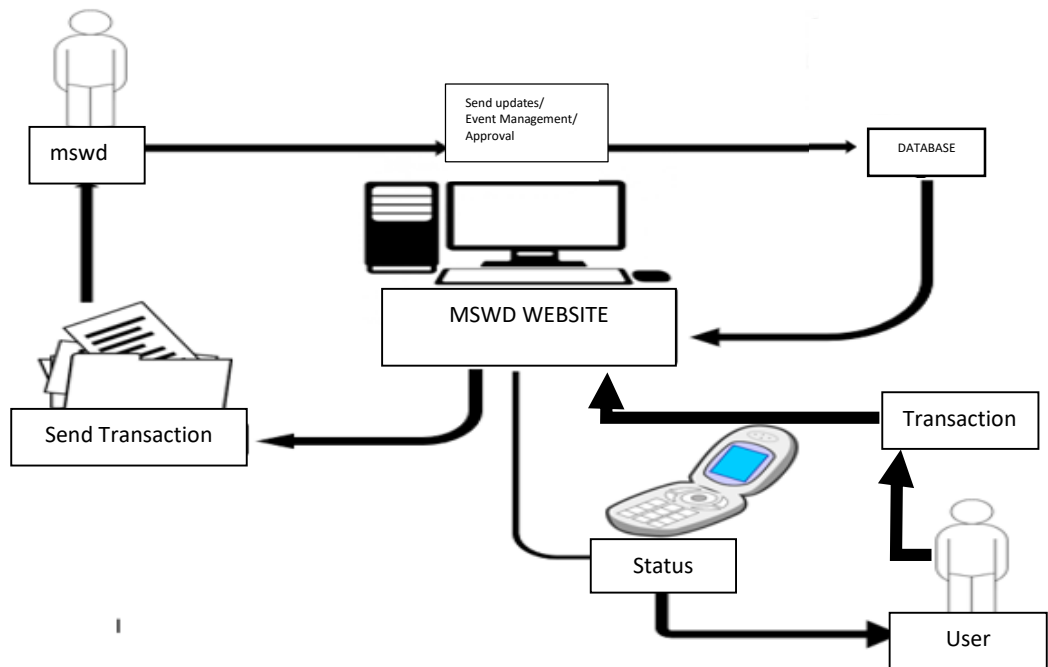 Send updates/
Event Management/
Approval
mswd
DATABASE
MSWD WEBSITE
Send Transaction
Transaction
Status
User